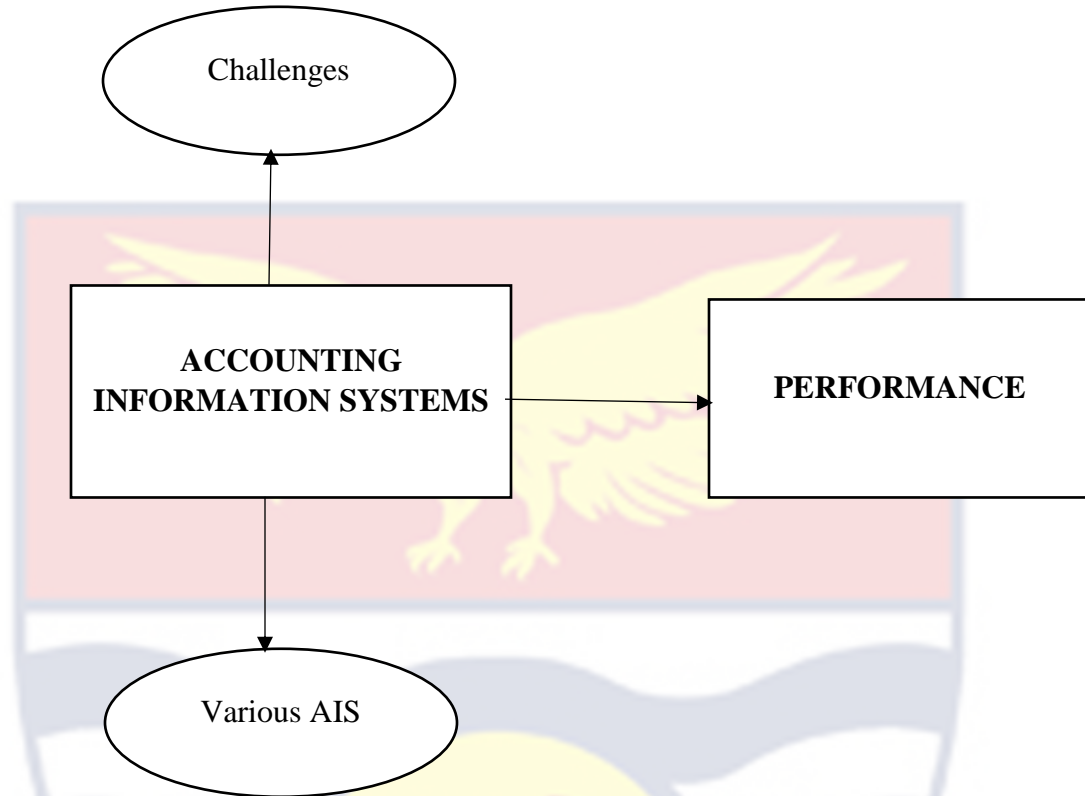 Challenges
ACCOUNTING
INFORMATION SYSTEMS
PERFORMANCE
Various AIS